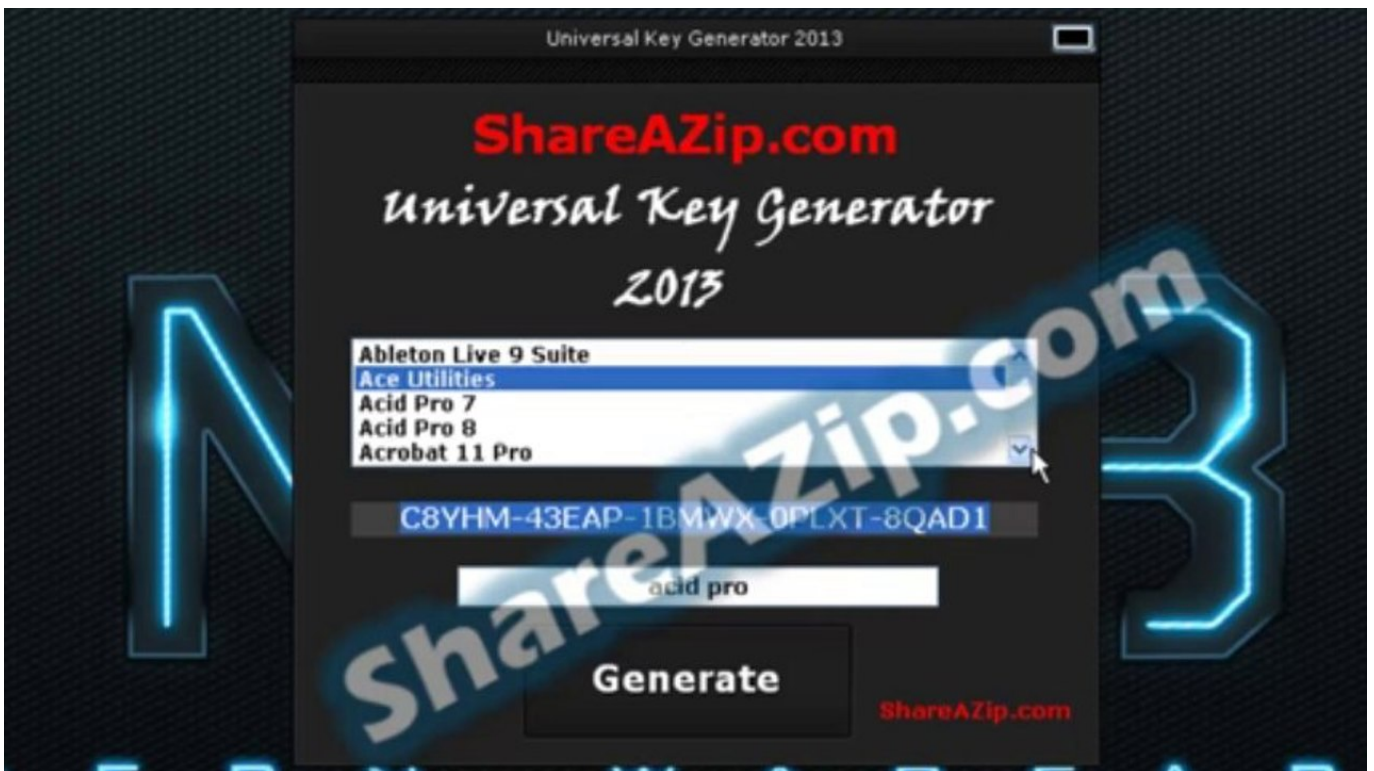 Universal Key Generator 2013
ShareAZip.com
Universal Key Generator
2013
Ableton Live 9 Suite
Ace Utilities
Acid Pro 7
Acid Pro 8
Acrobat 11 Pro
C8YHM-43EAP-1BMWX-0PLXT-8QAD1
acid pro
Generate
ShareAZip.com
ShareAZip.com